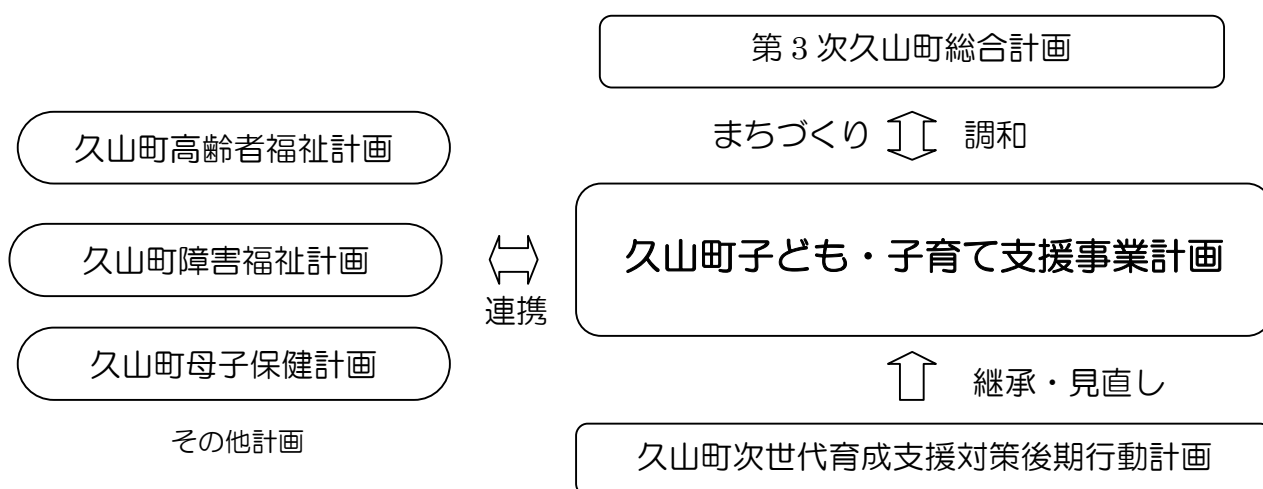 第3次久山町総合計画
まちづくり 調和
久山町高齢者福祉計画
久山町障害福祉計画
久山町母子保健計画
その他計画
連携
久山町子ども・子育て支援事業計画
継承・見直し
久山町次世代育成支援対策後期行動計画